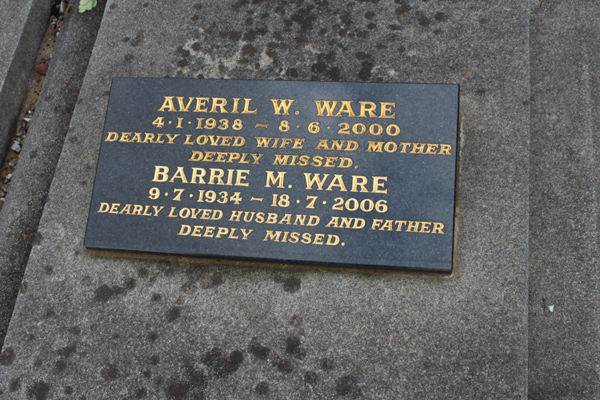 AVERIL W. WARE
4·1·1938 – 8·6·2000
DEARLY LOVED WIFE AND MOTHER
DEEPLY MISSED.
BARRIE M. WARE
9·7·1934 – 18·7·2006
DEARLY LOVED HUSBAND AND FATHER
DEEPLY MISSED.